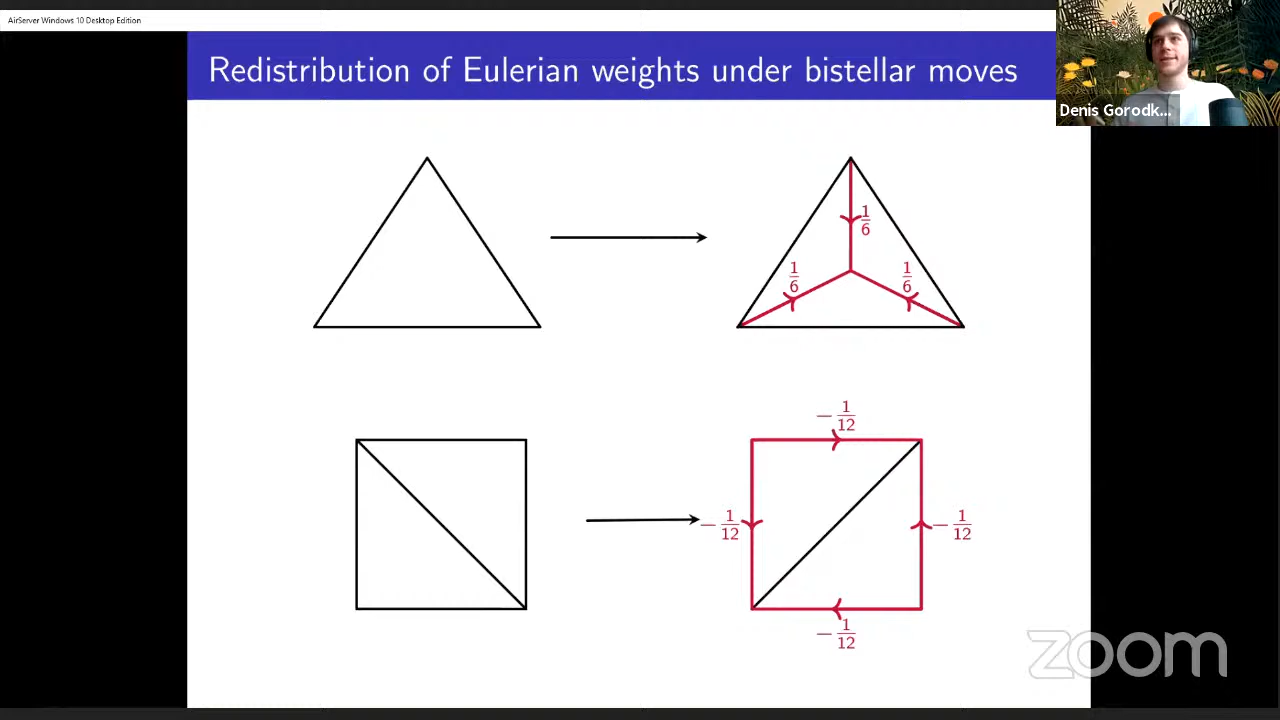 AirServer Windows 10 Desktop Edition
Redistribution of Eulerian weights under bistellar moves
Denis Gorodk...
1/6
1/6
1/6
−1/12
−1/12
−1/12
−1/12
zoom